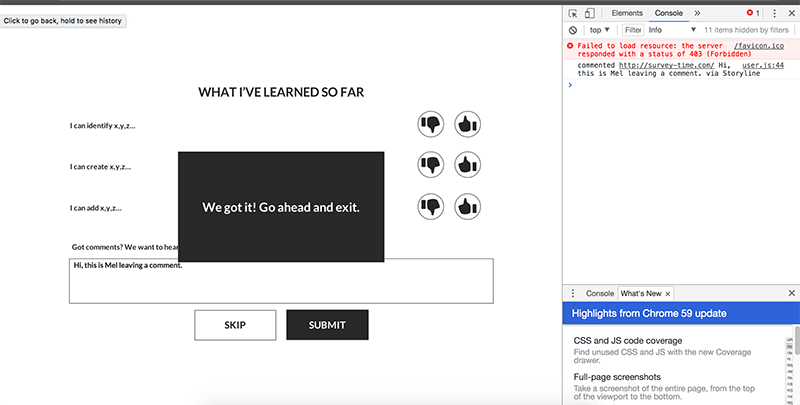 Click to go back, hold to see history
WHAT I'VE LEARNED SO FAR
I can identify x,y,z...
I can create x,y,z...
I can add x,y,z...
We got it! Go ahead and exit.
Got comments? We want to hear
Hi, this is Mel leaving a comment.
SKIP
SUBMIT
Elements Console » 1
top ▼ Filter Info ▼ 11 items hidden by filters
Failed to load resource: the server /favicon.ico
responded with a status of 403 (Forbidden)
commented http://survey-time.com/ Hi, user.js:44
this is Mel leaving a comment. via Storyline
Console What's New ×
Highlights from Chrome 59 update
CSS and JS code coverage
Find unused CSS and JS with the new Coverage
drawer.
Full-page screenshots
Take a screenshot of the entire page, from the top
of the viewport to the bottom.